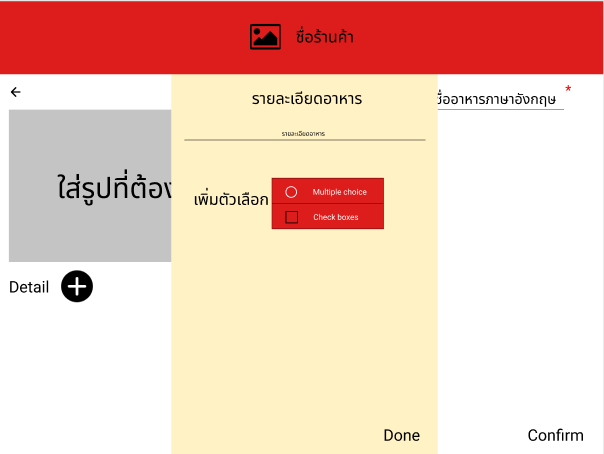 ชื่อร้านค้า
รายละเอียดอาหาร
ชื่ออาหารภาษาอังกฤษ *
รายละเอียดอาหาร
ใส่รูปที่ต้อง
เพิ่มตัวเลือก
Multiple choice
Check boxes
Detail
Done
Confirm